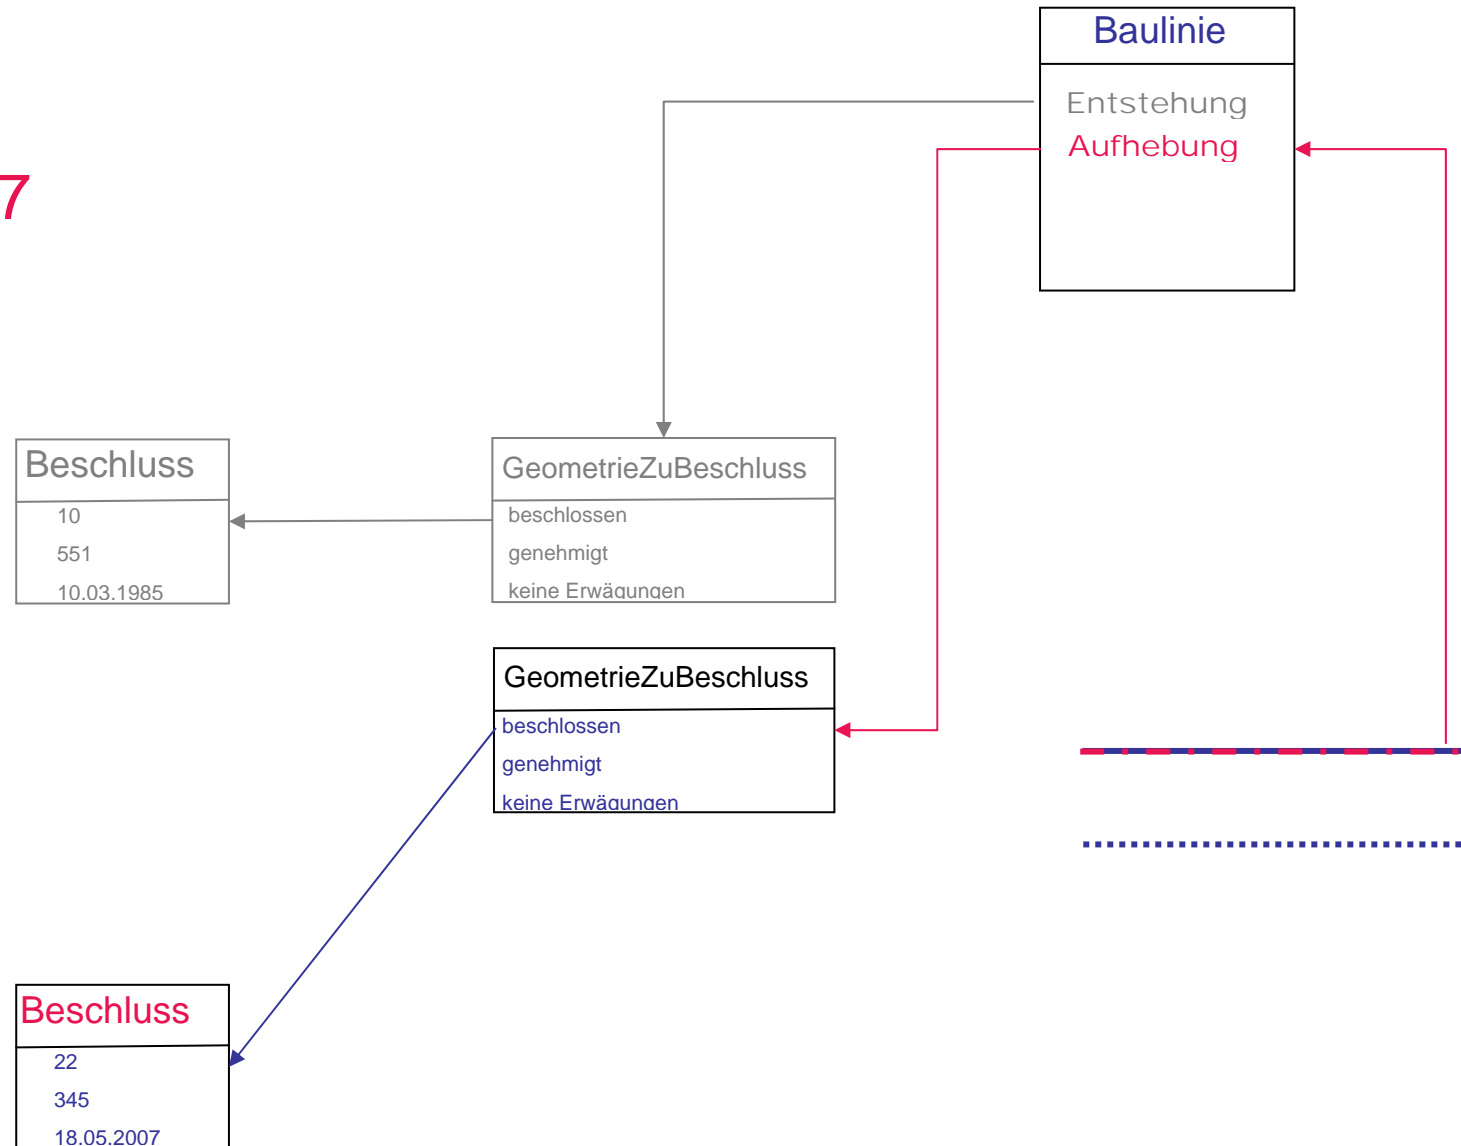 Baulinie
Entstehung
Aufhebung
7
Beschluss
10
551
10.03.1985
GeometrieZuBeschluss
beschlossen
genehmigt
keine Erwägungen
GeometrieZuBeschluss
beschlossen
genehmigt
keine Erwägungen
Beschluss
22
345
18.05.2007